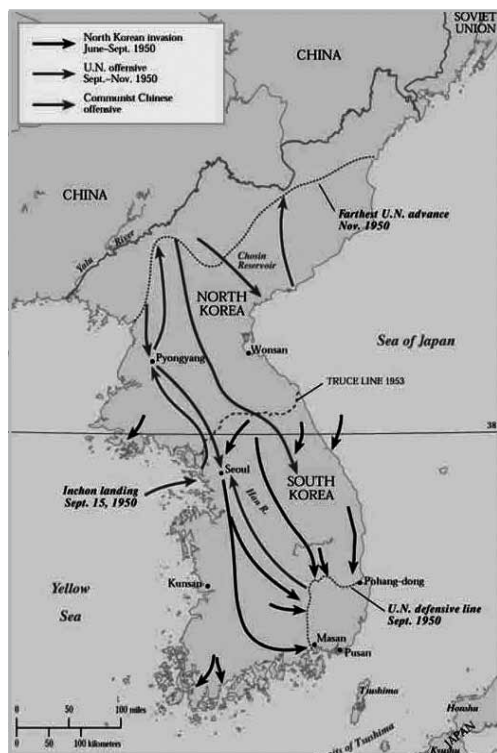 North Korean invasion
June–Sept. 1950
U.N. offensive
Sept.–Nov. 1950
Communist Chinese
offensive
SOVIET
UNION
CHINA
CHINA
Farthest U.N. advance
Nov. 1950
Yalu River
Chosin
Reservoir
NORTH
KOREA
Sea of Japan
Wonsan
Pyongyang
TRUCE LINE 1953
38
Seoul
Inchon landing
Sept. 15, 1950
SOUTH
KOREA
Han R.
Yellow
Sea
Kunsan
Pohang-dong
U.N. defensive line
Sept. 1950
Masan
Pusan
Tsushima
Honshu
0 50 100 miles
0 50 100 kilometers
of Tsushima
JAPAN